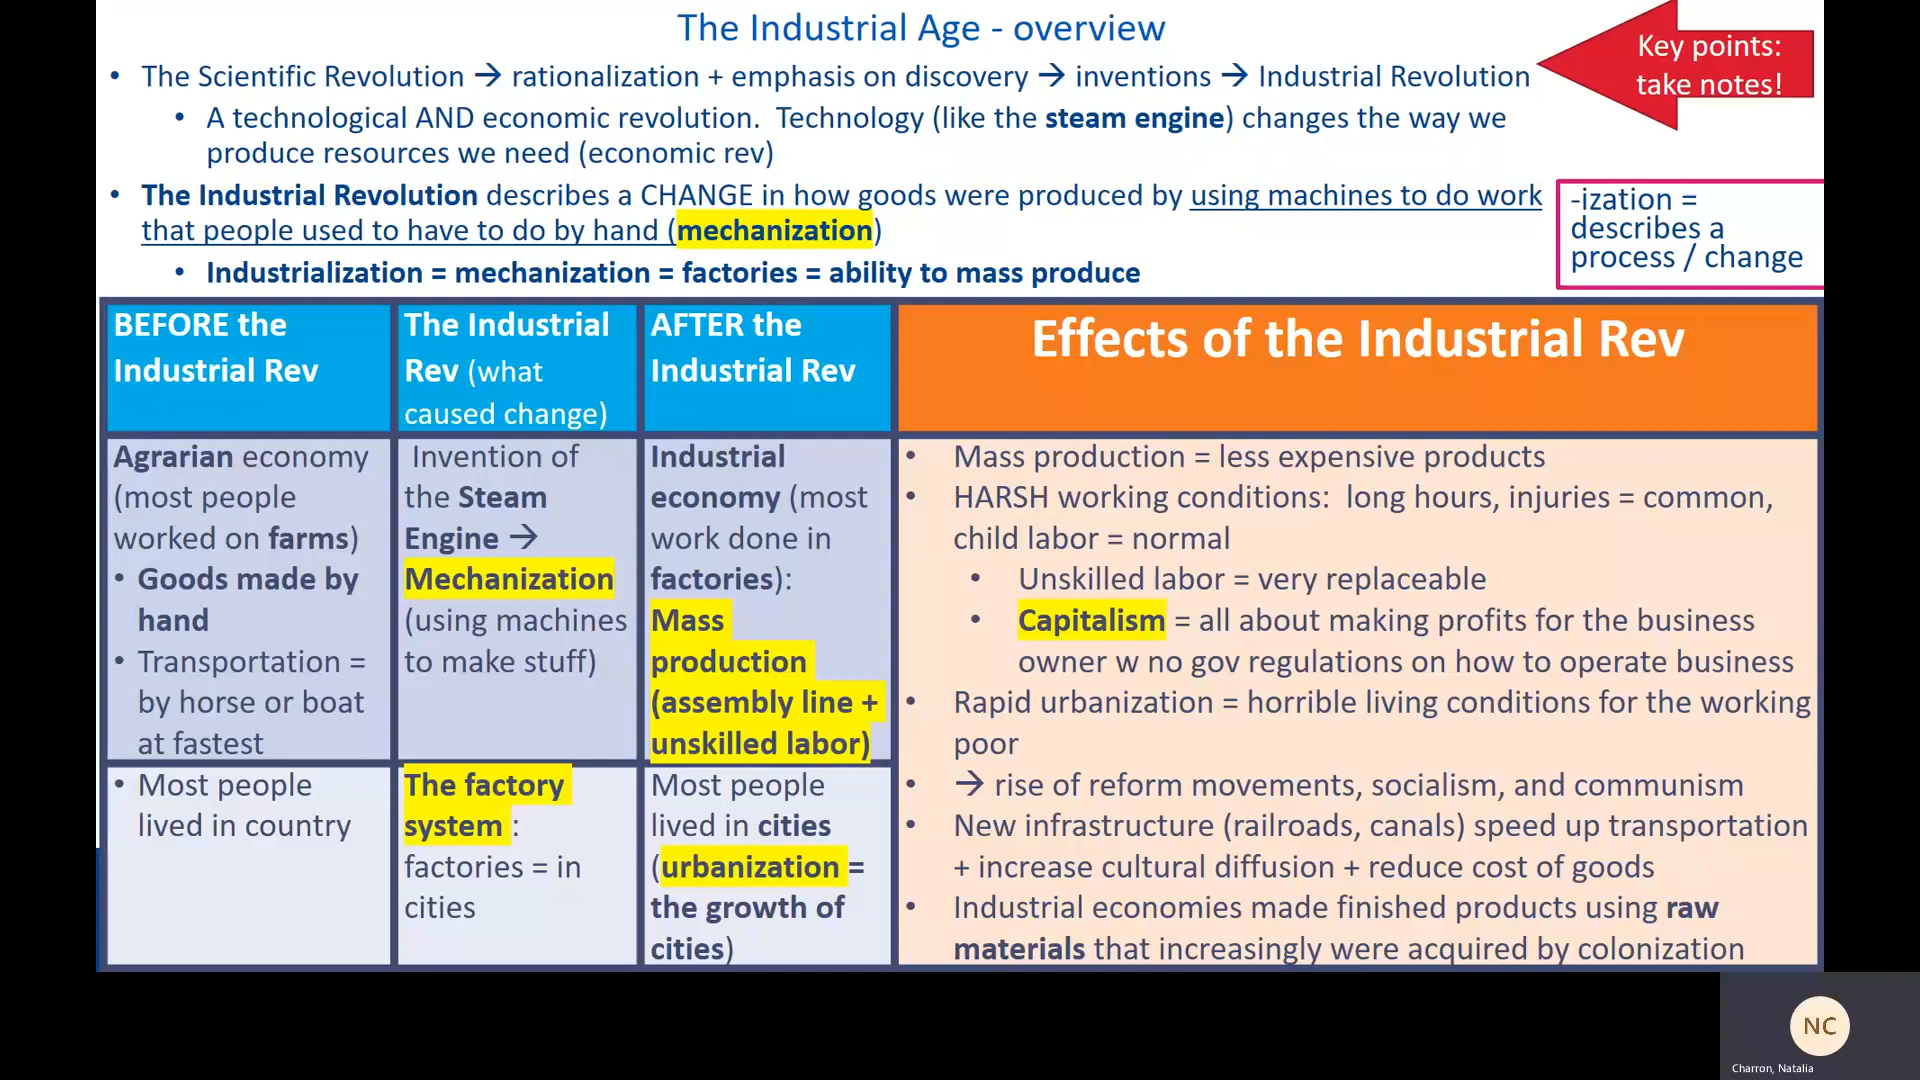 The Industrial Age - overview
• The Scientific Revolution → rationalization + emphasis on discovery → inventions → Industrial Revolution
• A technological AND economic revolution. Technology (like the steam engine) changes the way we
produce resources we need (economic rev)
• The Industrial Revolution describes a CHANGE in how goods were produced by using machines to do work
that people used to have to do by hand (mechanization)
• Industrialization = mechanization = factories = ability to mass produce
Key points:
take notes!
-ization =
describes a
process / change
BEFORE the
Industrial Rev
The Industrial
Rev (what
caused change)
AFTER the
Industrial Rev
Effects of the Industrial Rev
Agrarian economy
(most people
worked on farms)
• Goods made by
hand
• Transportation =
by horse or boat
at fastest
Invention of
the Steam
Engine →
Mechanization
(using machines
to make stuff)
Industrial
economy (most
work done in
factories):
Mass
production
(assembly line +
unskilled labor)
• Most people
lived in country
The factory
system :
factories = in
cities
Most people
lived in cities
(urbanization =
the growth of
cities)
• Mass production = less expensive products
• HARSH working conditions: long hours, injuries = common,
child labor = normal
• Unskilled labor = very replaceable
• Capitalism = all about making profits for the business
owner w no gov regulations on how to operate business
• Rapid urbanization = horrible living conditions for the working
poor
• → rise of reform movements, socialism, and communism
• New infrastructure (railroads, canals) speed up transportation
+ increase cultural diffusion + reduce cost of goods
• Industrial economies made finished products using raw
materials that increasingly were acquired by colonization
NC
Charron, Natalia